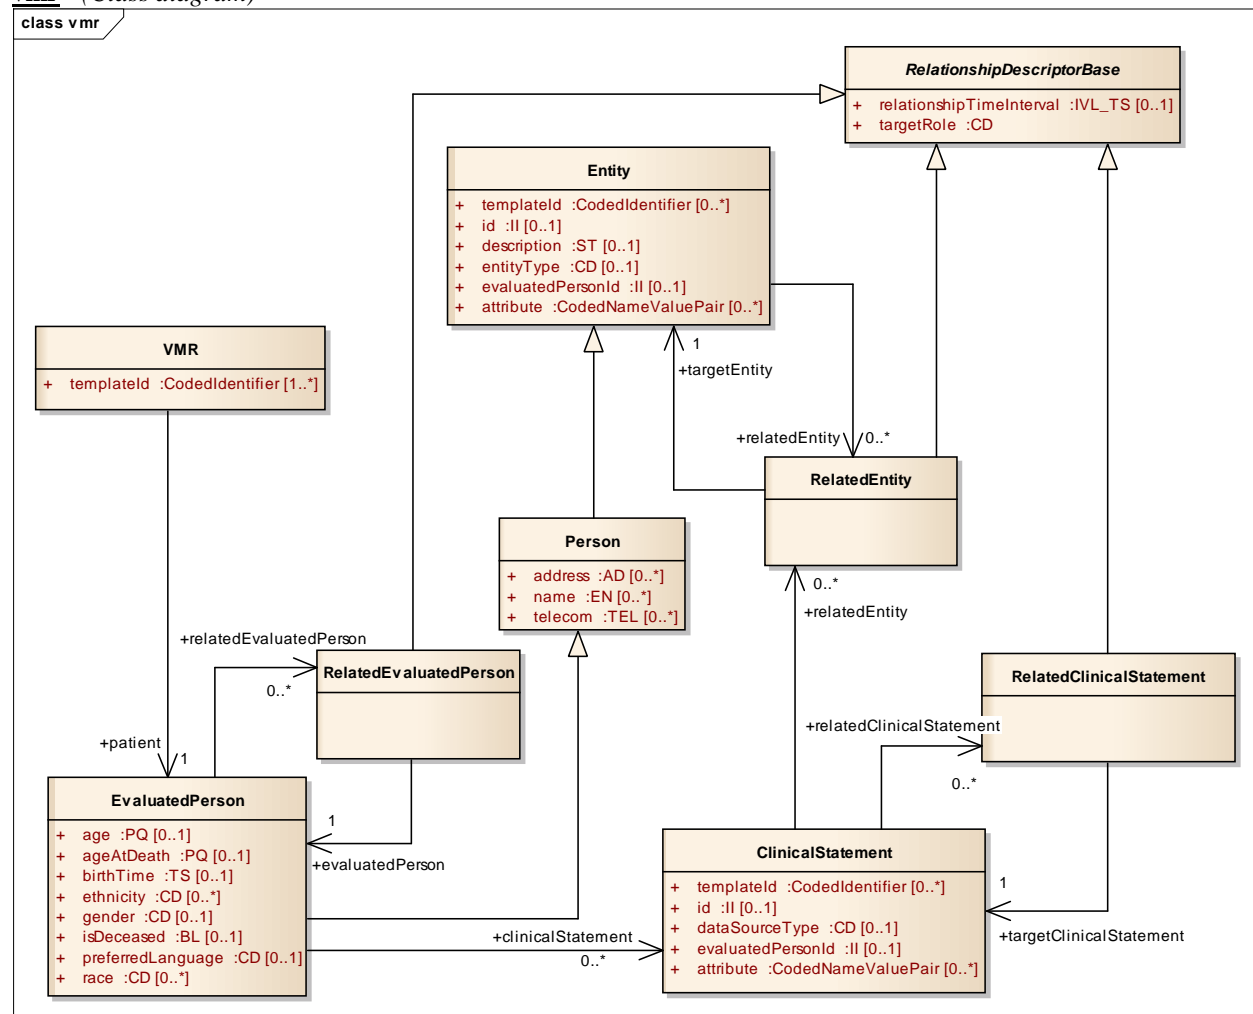 vmr (Class diagram)
class vmr
RelationshipDescriptorBase
+ relationshipTimeInterval :IVL_TS [0..1]
+ targetRole :CD
Entity
+ templateId :CodedIdentifier [0..*]
+ id :II [0..1]
+ description :ST [0..1]
+ entityType :CD [0..1]
+ evaluatedPersonId :II [0..1]
+ attribute :CodedNameValuePair [0..*]
VMR
+ templateId :CodedIdentifier [1..*]
1
+targetEntity
+relatedEntity
0..*
RelatedEntity
Person
+ address :AD [0..*]
+ name :EN [0..*]
+ telecom :TEL [0..*]
0..*
+relatedEntity
+relatedEvaluatedPerson
0..*
RelatedEvaluatedPerson
RelatedClinicalStatement
+relatedClinicalStatement
0..*
+patient
1
EvaluatedPerson
+ age :PQ [0..1]
+ ageAtDeath :PQ [0..1]
+ birthTime :TS [0..1]
+ ethnicity :CD [0..*]
+ gender :CD [0..1]
+ isDeceased :BL [0..1]
+ preferredLanguage :CD [0..1]
+ race :CD [0..*]
1
+evaluatedPerson
+clinicalStatement
0..*
ClinicalStatement
+ templateId :CodedIdentifier [0..*]
+ id :II [0..1]
+ dataSourceType :CD [0..1]
+ evaluatedPersonId :II [0..1]
+ attribute :CodedNameValuePair [0..*]
1
+targetClinicalStatement